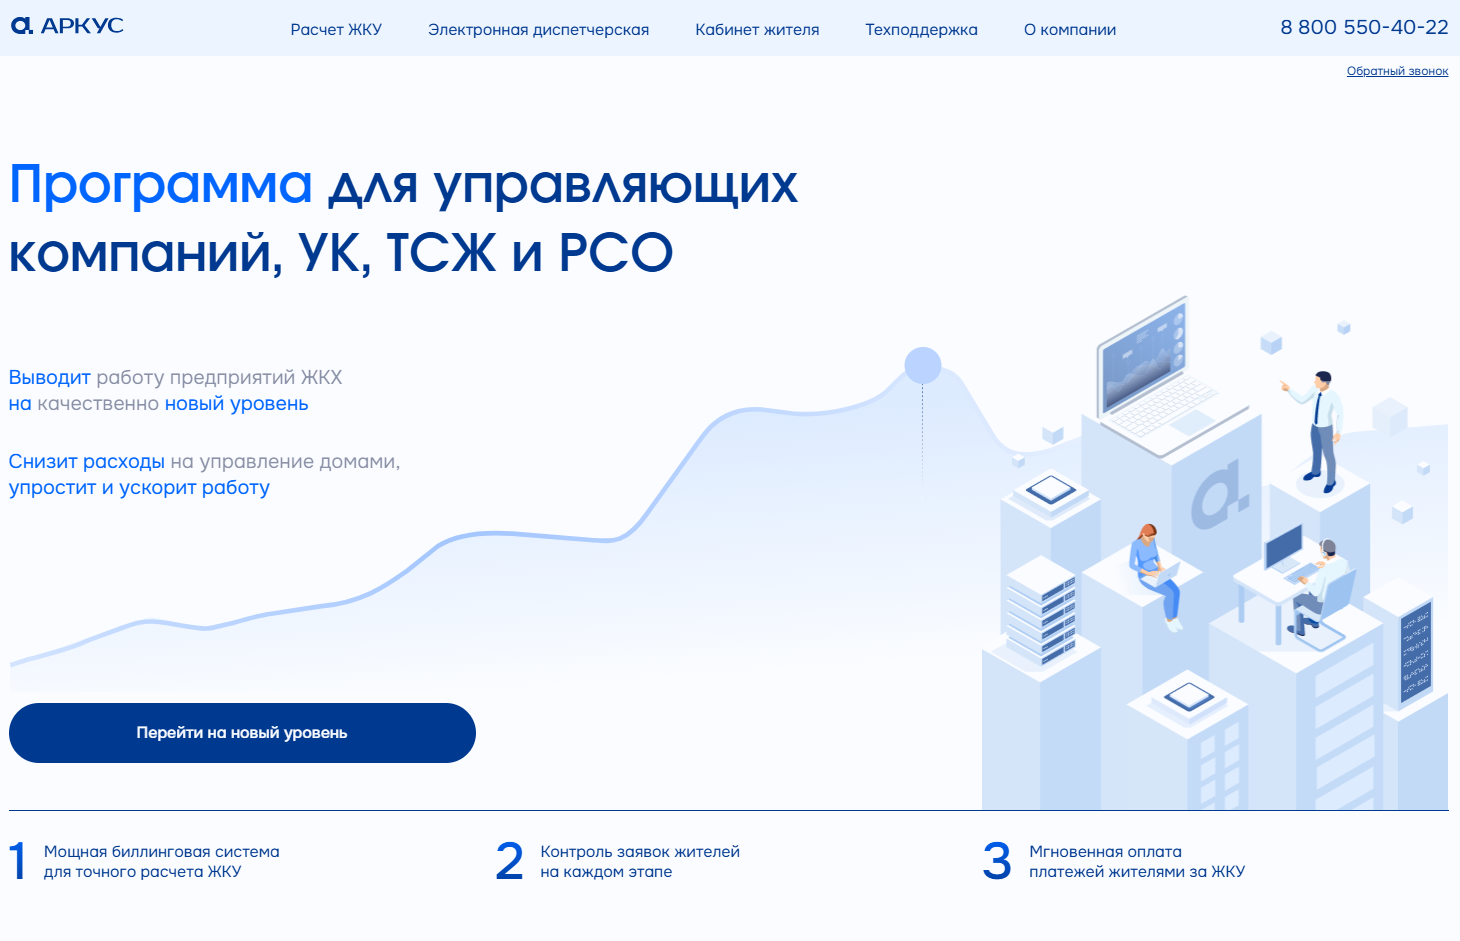 АРКУС
Расчет ЖКУ
Электронная диспетчерская
Кабинет жителя
Техподдержка
О компании
8 800 550-40-22
Обратный звонок
Программа для управляющих
компаний, УК, ТСЖ и РСО
Выводит работу предприятий ЖКХ
на качественно новый уровень
Снизит расходы на управление домами,
упростит и ускорит работу
Перейти на новый уровень
1
Мощная биллинговая система
для точного расчета ЖКУ
2
Контроль заявок жителей
на каждом этапе
3
Мгновенная оплата
платежей жителями за ЖКУ